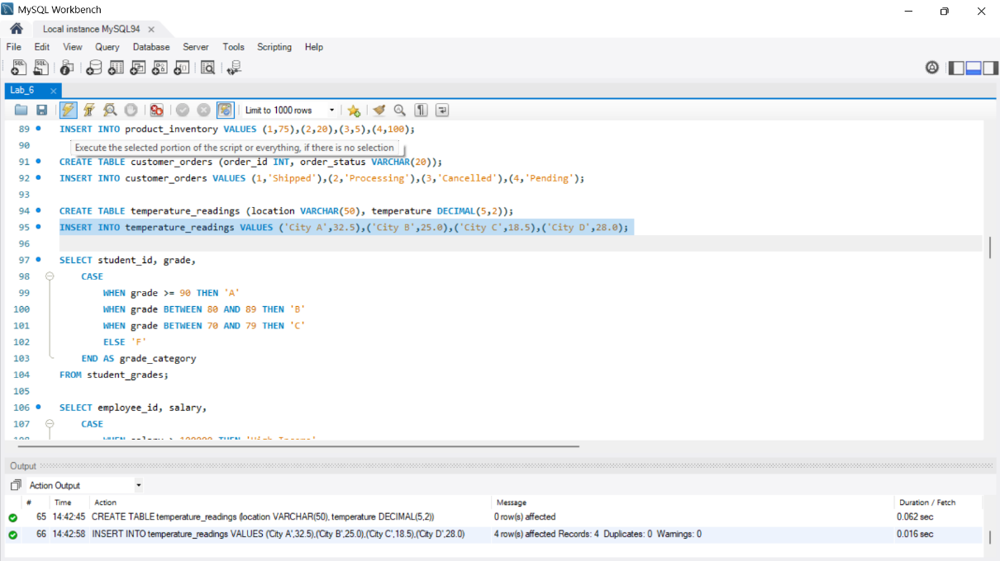 MySQL Workbench
Local instance MySQL94
File Edit View Query Database Server Tools Scripting Help
Lab_6
Limit to 1000 rows
89 INSERT INTO product_inventory VALUES (1,75),(2,20),(3,5),(4,100);
90
Execute the selected portion of the script or everything, if there is no selection
91 CREATE TABLE customer_orders (order_id INT, order_status VARCHAR(20));
92 INSERT INTO customer_orders VALUES (1,'Shipped'),(2,'Processing'),(3,'Cancelled'),(4,'Pending');
93
94 CREATE TABLE temperature_readings (location VARCHAR(50), temperature DECIMAL(5,2));
95 INSERT INTO temperature_readings VALUES ('City A',32.5),('City B',25.0),('City C',18.5),('City D',28.0);
96
97 SELECT student_id, grade,
98 CASE
99 WHEN grade >= 90 THEN 'A'
100 WHEN grade BETWEEN 80 AND 89 THEN 'B'
101 WHEN grade BETWEEN 70 AND 79 THEN 'C'
102 ELSE 'F'
103 END AS grade_category
104 FROM student_grades;
105
106 SELECT employee_id, salary,
107 CASE
108 WHEN salary > 100000 THEN 'High Income'
Output
Action Output
# Time Action Message Duration / Fetch
65 14:42:45 CREATE TABLE temperature_readings (location VARCHAR(50), temperature DECIMAL(5,2)) 0 row(s) affected 0.062 sec
66 14:42:58 INSERT INTO temperature_readings VALUES ('City A',32.5),('City B',25.0),('City C',18.5),('City D',28.0) 4 row(s) affected Records: 4 Duplicates: 0 Warnings: 0 0.016 sec